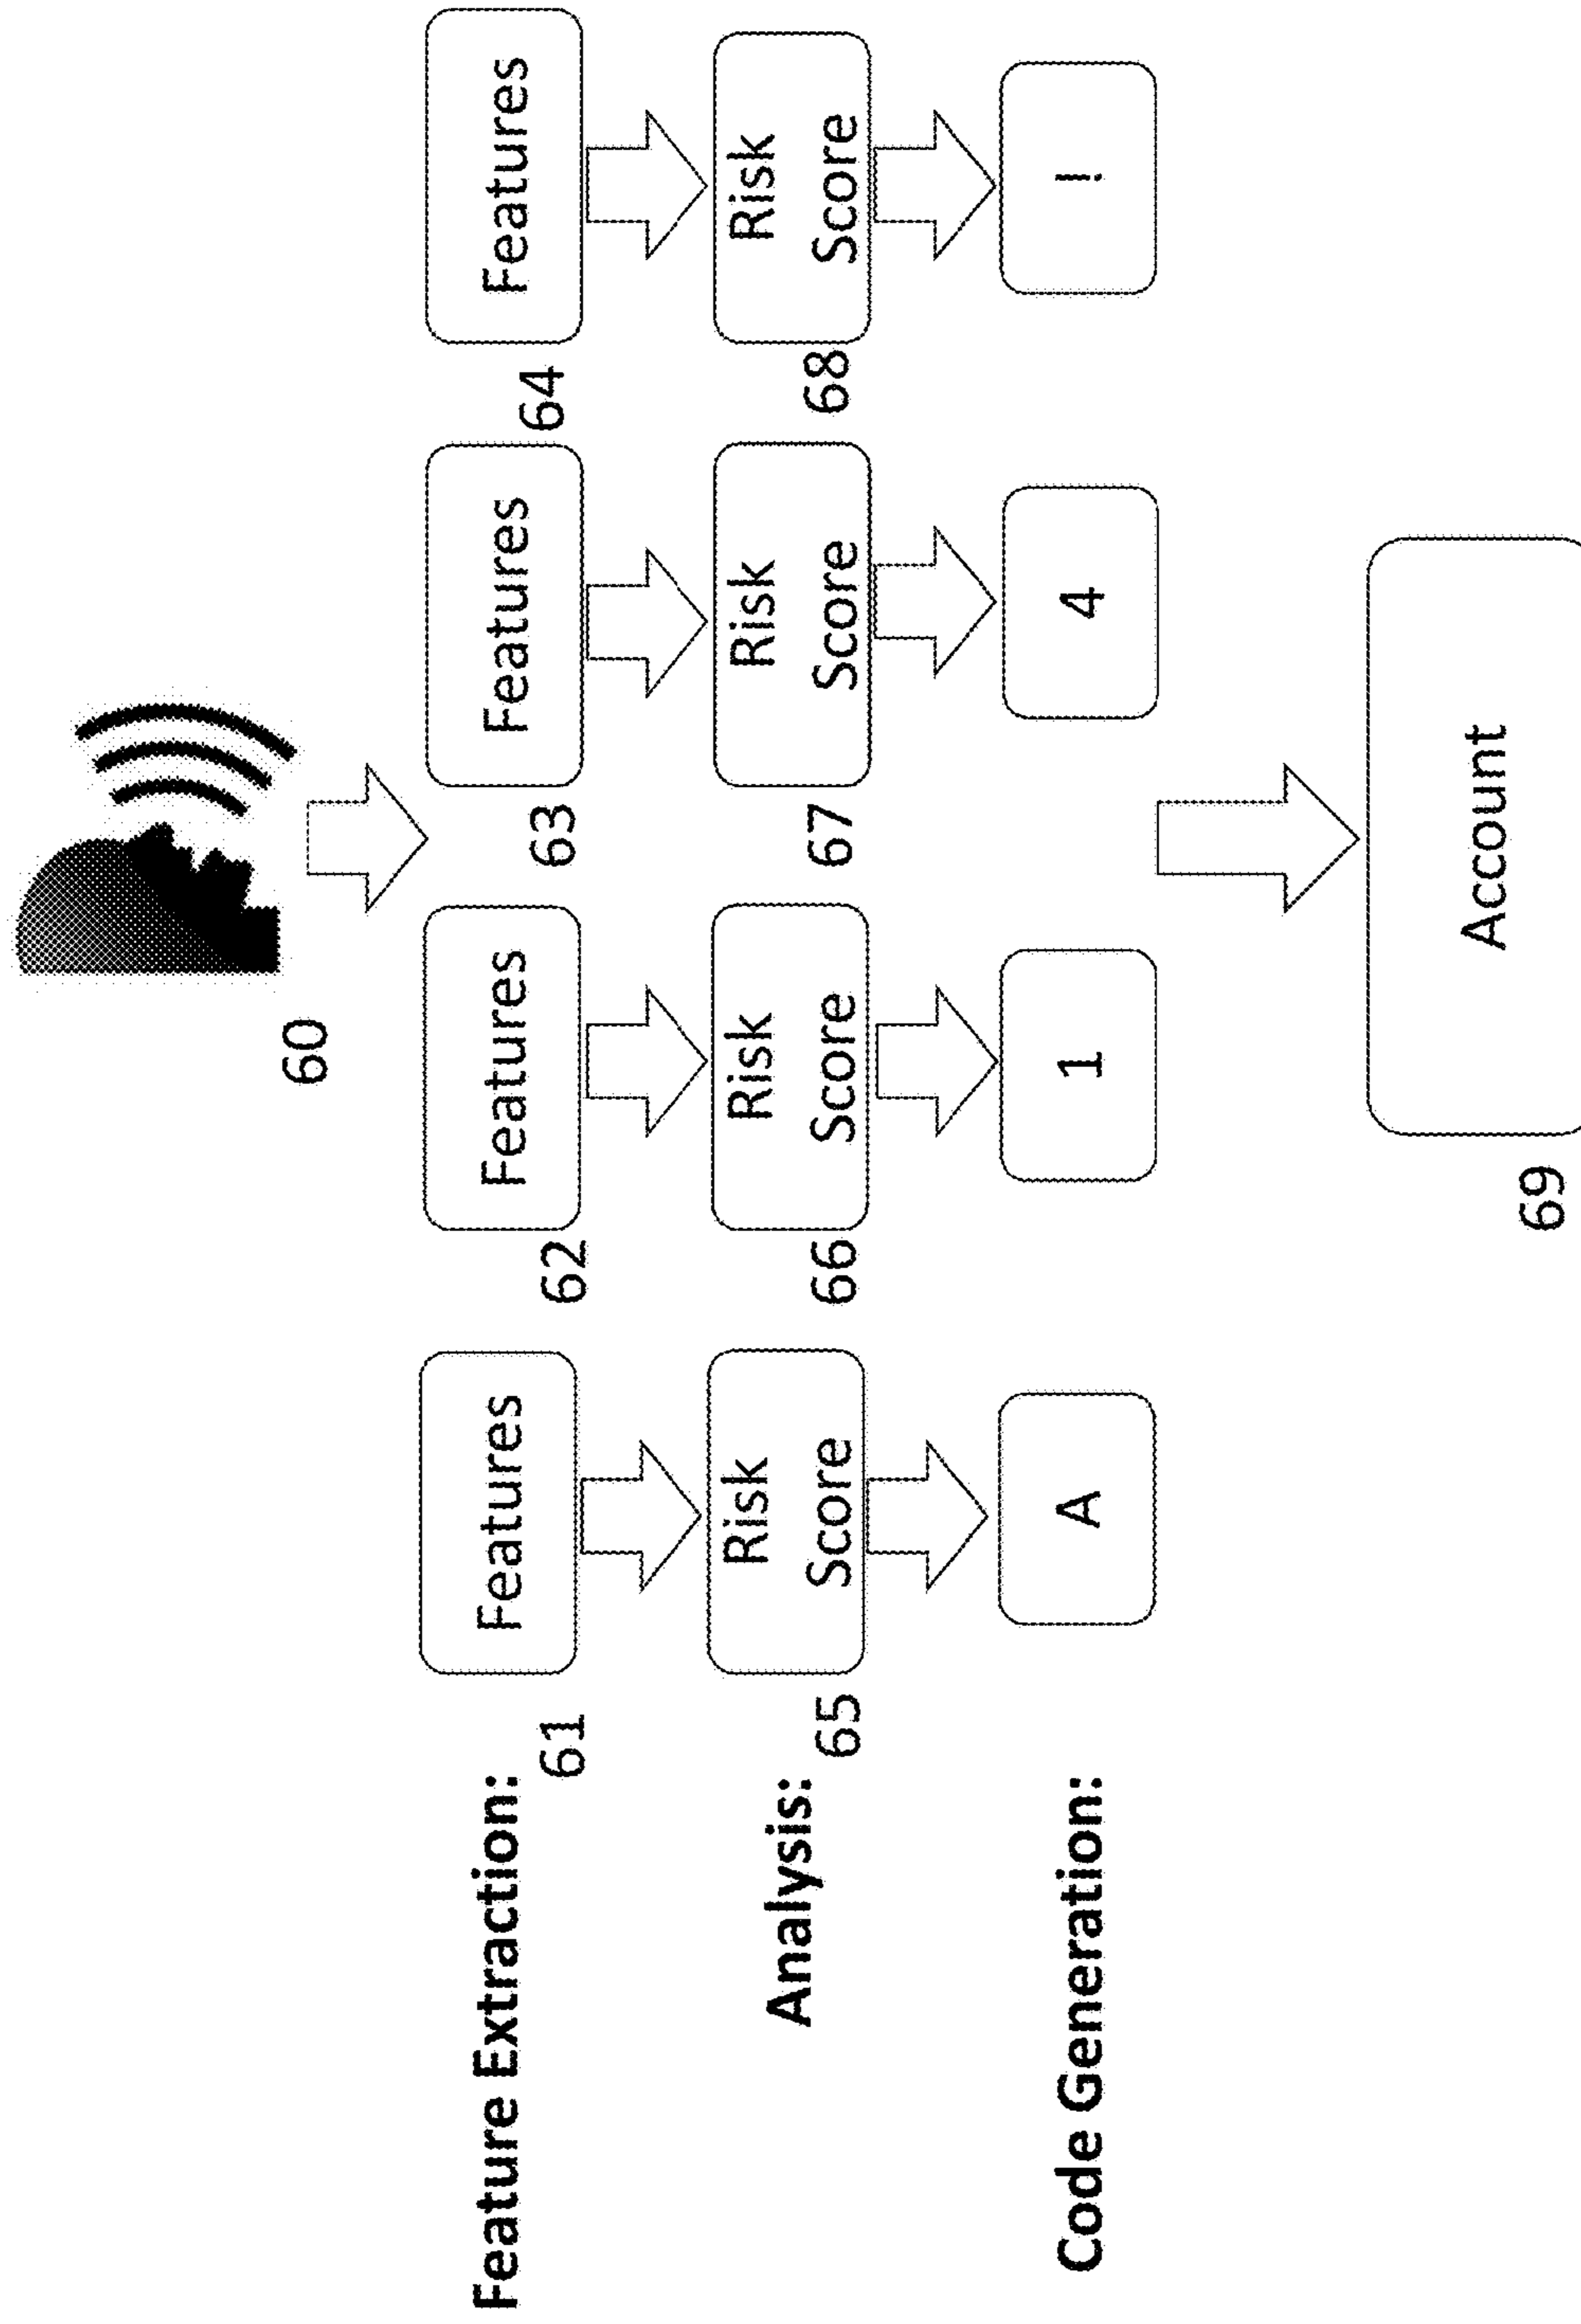 60
Feature Extraction:
61
Features
62
Features
63
Features
64
Features
Analysis:
65
Risk
Score
66
Risk
Score
67
Risk
Score
68
Risk
Score
Code Generation:
A
1
4
!
69
Account